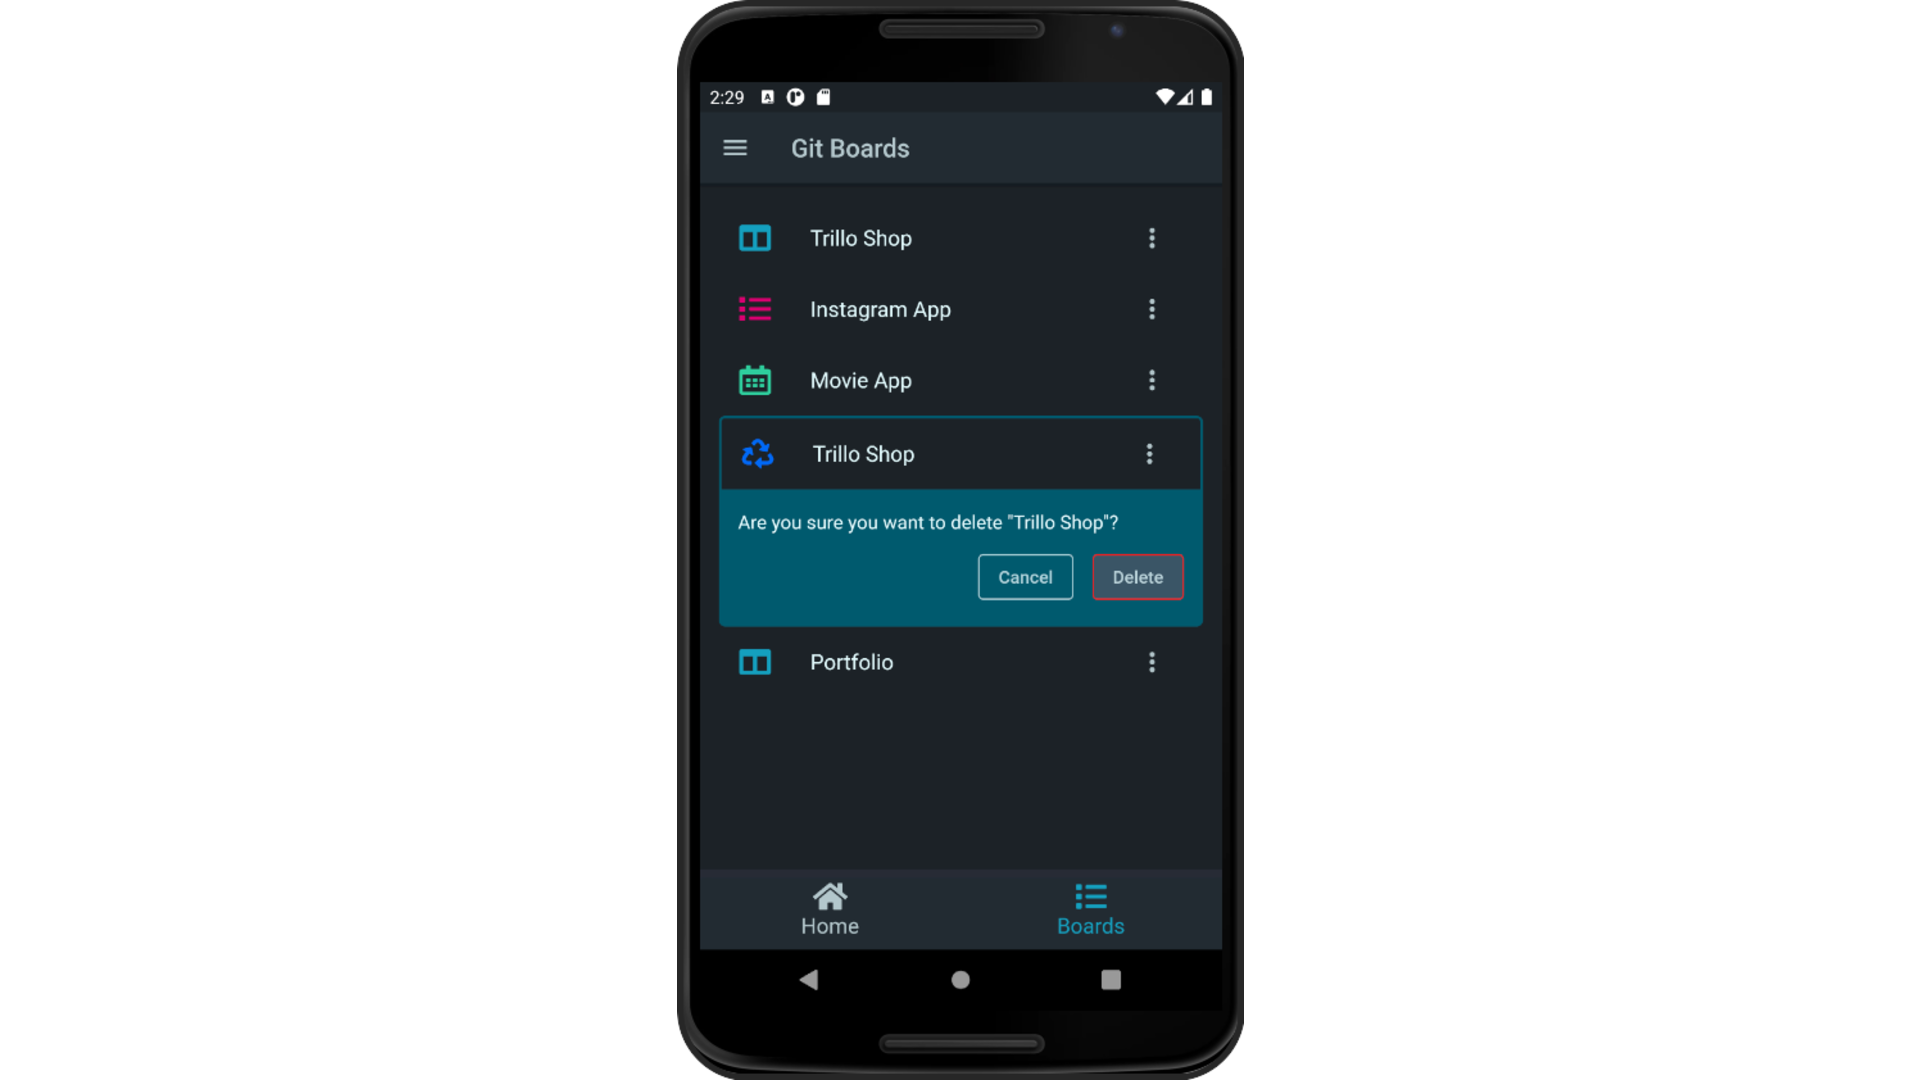 2:29
Git Boards
Trillo Shop
Instagram App
Movie App
Trillo Shop
Are you sure you want to delete "Trillo Shop"?
Cancel Delete
Portfolio
Home Boards